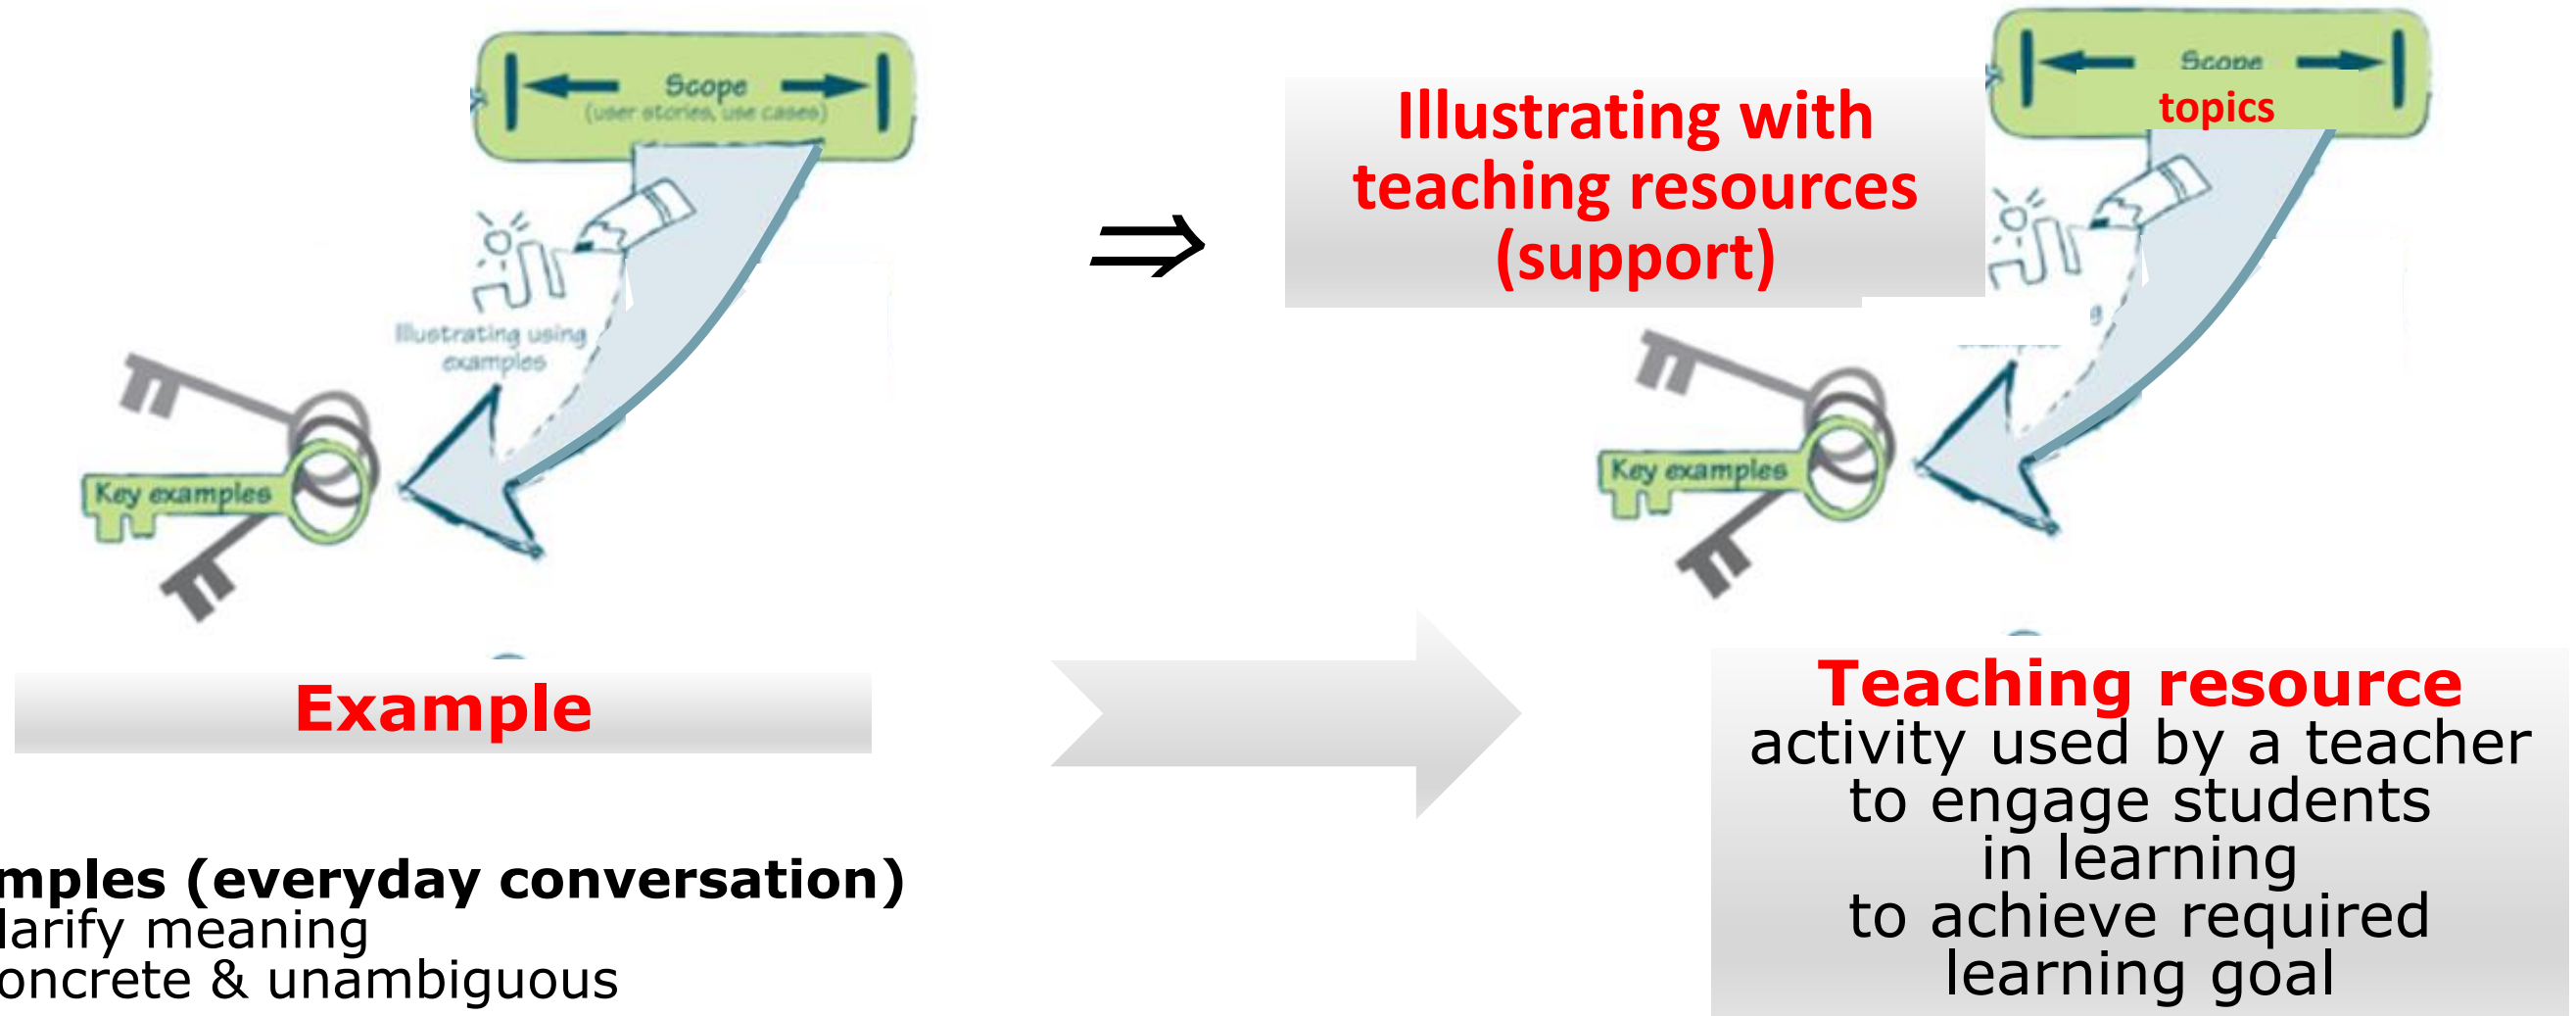 Scope
(user stories, use cases)
Illustrating using
examples
Key examples
Example
mples (everyday conversation)
larify meaning
oncrete & unambiguous
⇒
Illustrating with
teaching resources
(support)
Scope
topics
Key examples
Teaching resource
activity used by a teacher
to engage students
in learning
to achieve required
learning goal